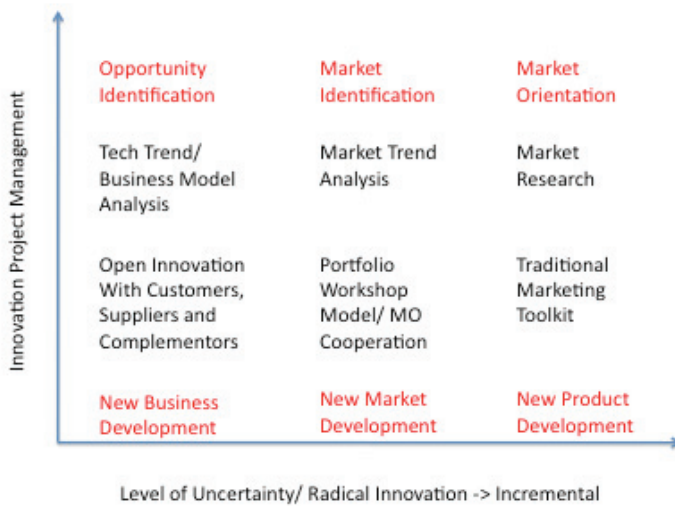 Innovation Project Management
Opportunity
Identification
Market
Identification
Market
Orientation
Tech Trend/
Business Model
Analysis
Market Trend
Analysis
Market
Research
Open Innovation
With Customers,
Suppliers and
Complementors
Portfolio
Workshop
Model/ MO
Cooperation
Traditional
Marketing
Toolkit
New Business
Development
New Market
Development
New Product
Development
Level of Uncertainty/ Radical Innovation -> Incremental